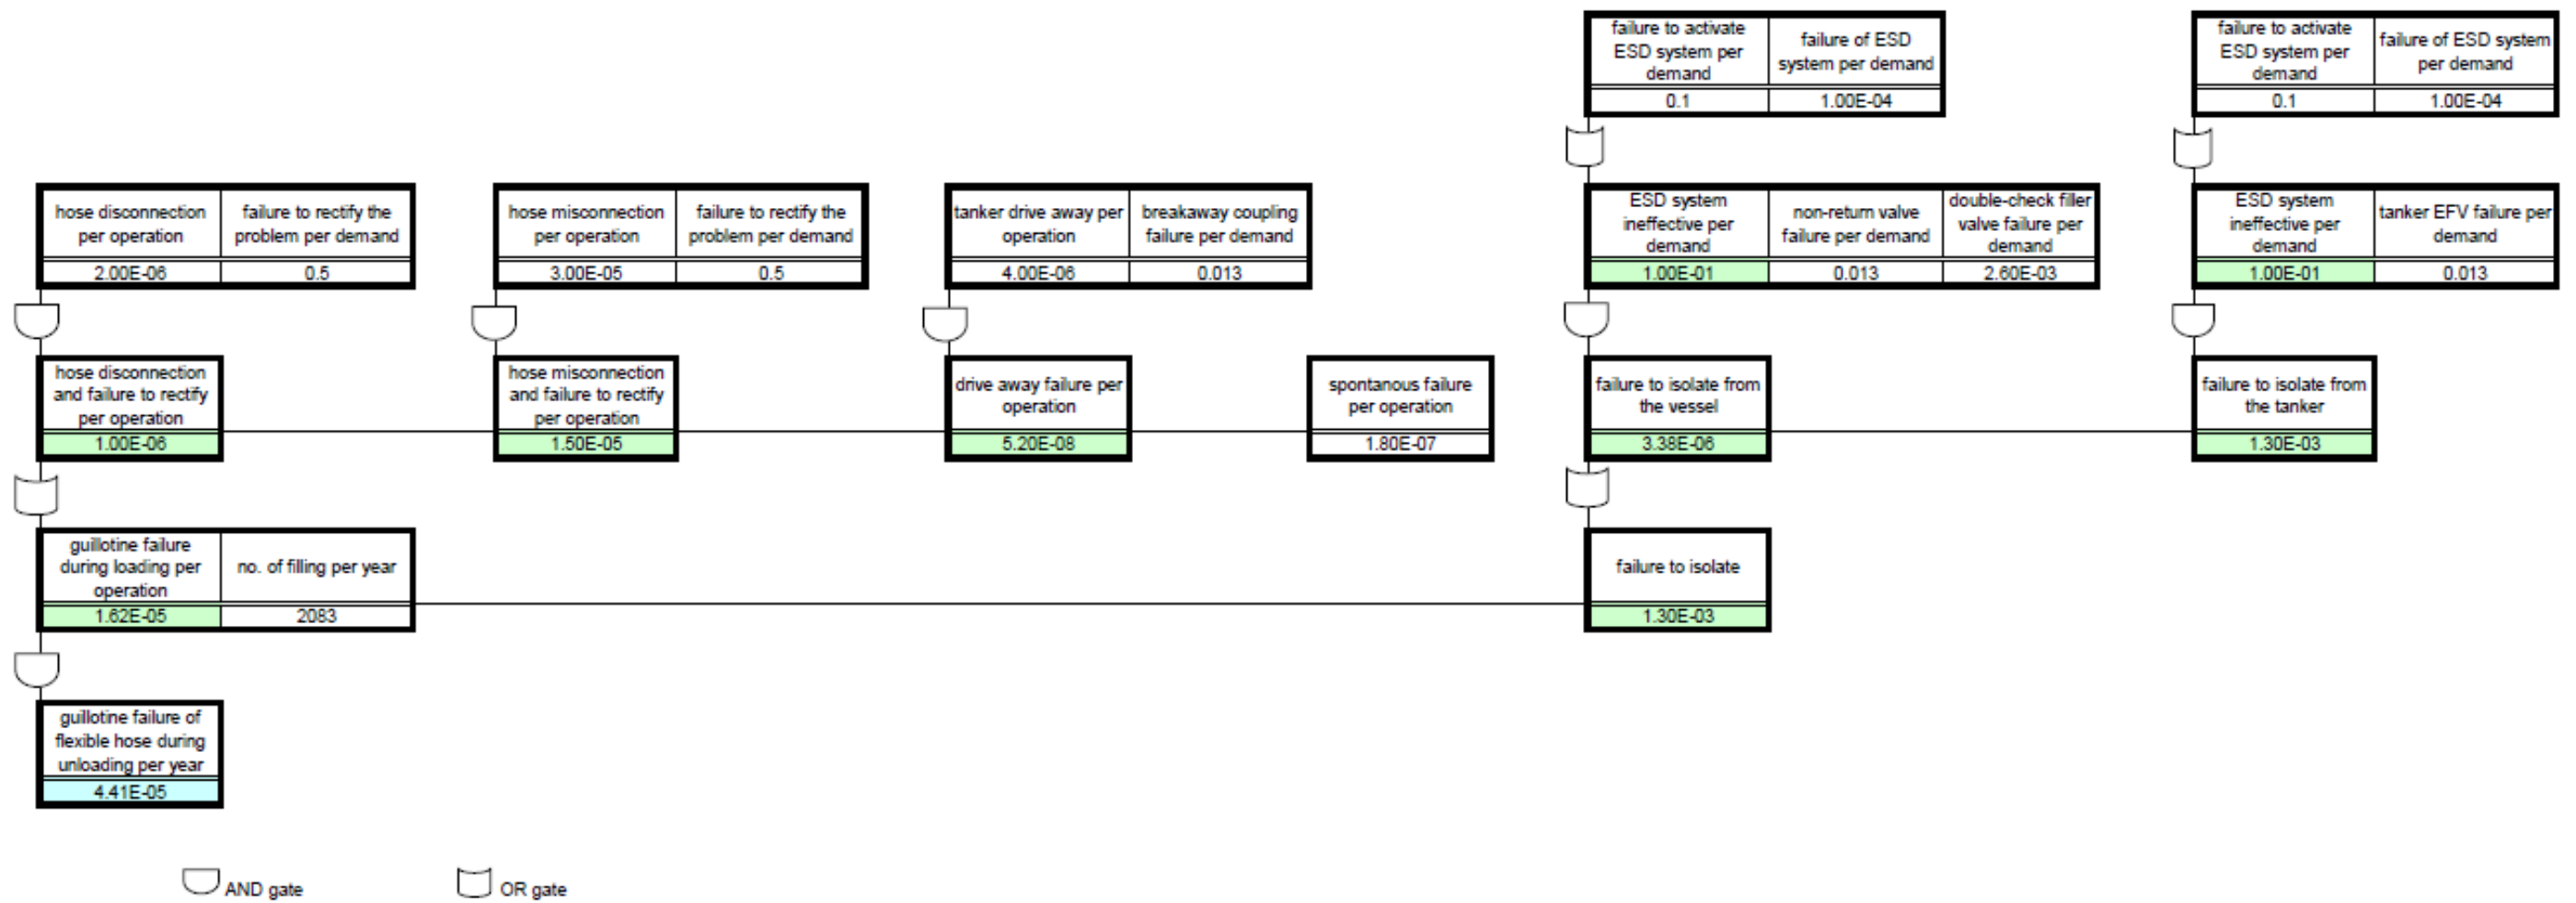 failure to activate
ESD system per
demand
failure of ESD
system per demand
0.1
1.00E-04
failure to activate
ESD system per
demand
failure of ESD system
per demand
0.1
1.00E-04
hose disconnection
per operation
failure to rectify the
problem per demand
2.00E-06
0.5
hose misconnection
per operation
failure to rectify the
problem per demand
3.00E-05
0.5
tanker drive away per
operation
breakaway coupling
failure per demand
4.00E-06
0.013
ESD system
ineffective per
demand
non-return valve
failure per demand
double-check filler
valve failure per
demand
1.00E-01
0.013
2.60E-03
ESD system
ineffective per
demand
tanker EFV failure per
demand
1.00E-01
0.013
hose disconnection
and failure to rectify
per operation
1.00E-06
hose misconnection
and failure to rectify
per operation
1.50E-05
drive away failure per
operation
5.20E-08
spontanous failure
per operation
1.80E-07
failure to isolate from
the vessel
3.38E-06
failure to isolate from
the tanker
1.30E-03
guillotine failure
during loading per
operation
no. of filling per year
1.62E-05
2083
failure to isolate
1.30E-03
guillotine failure of
flexible hose during
unloading per year
4.41E-05
AND gate
OR gate